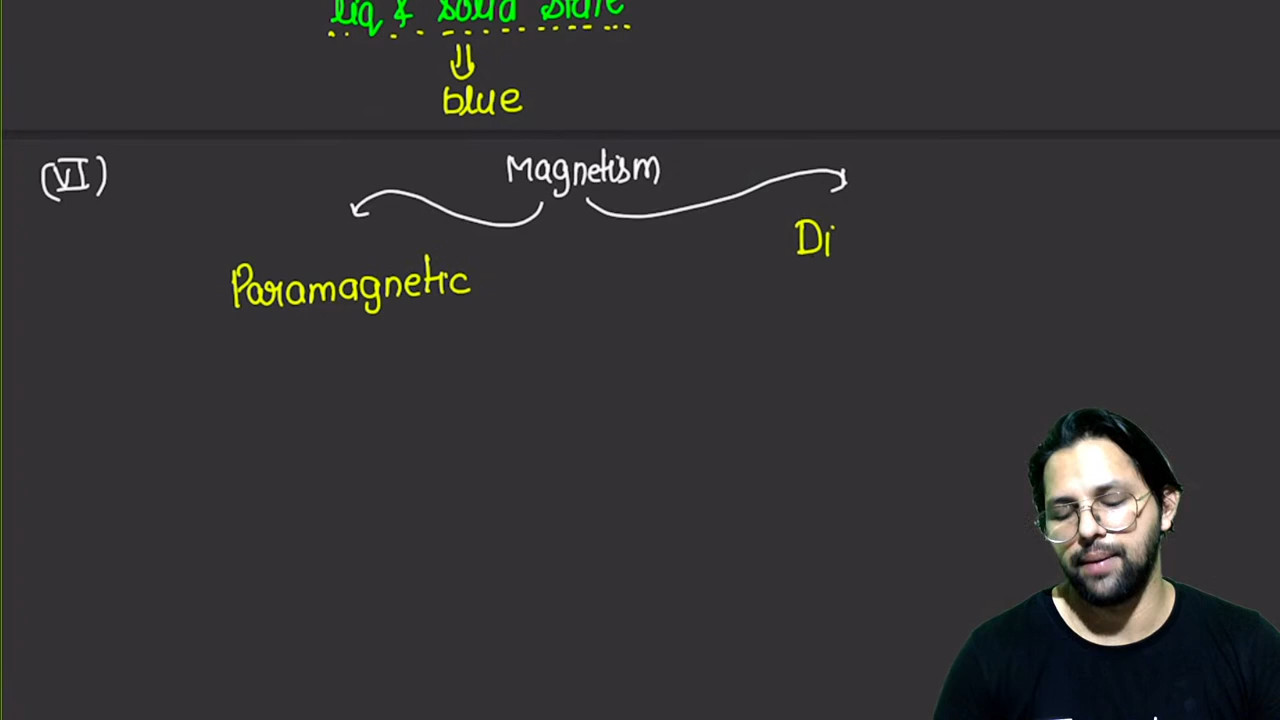 liq & solid state
blue
(VI) Magnetism
Paramagnetic
Di